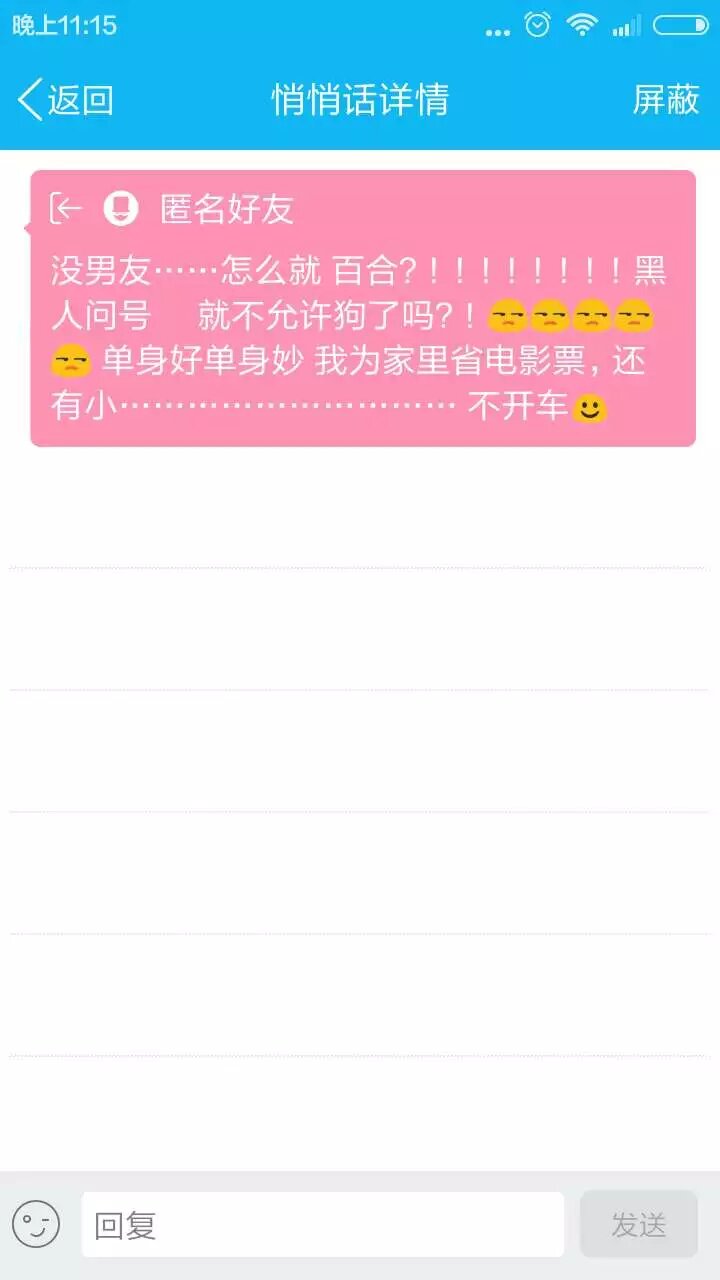 晚上11:15
返回
悄悄话详情
屏蔽
匿名好友
没男友……怎么就 百合?！！！！！！！！！黑
人问号 就不允许狗了吗?！😒😒😒😒
😒 单身好单身妙 我为家里省电影票，还
有小…………………………… 不开车🙂
回复
发送